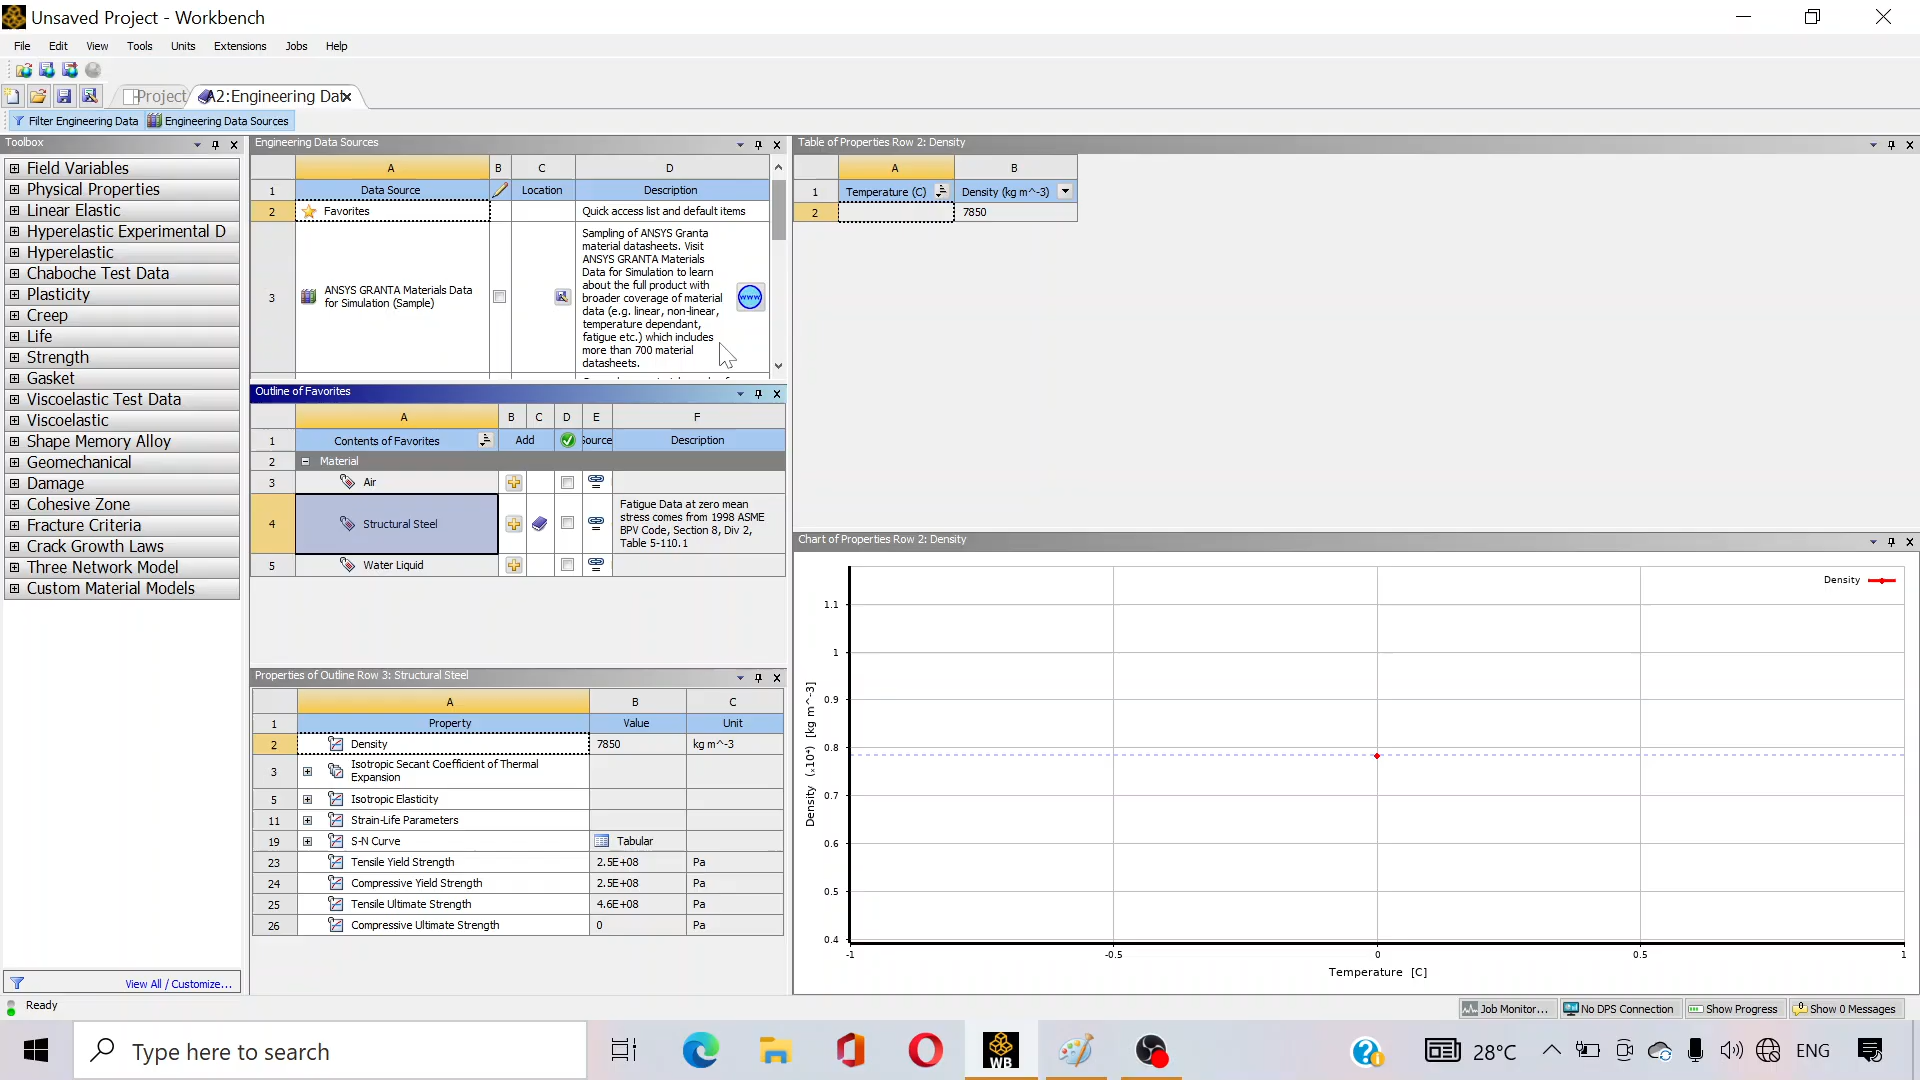 Unsaved Project - Workbench
File Edit View Tools Units Extensions Jobs Help
Project A2:Engineering Dat
Filter Engineering Data Engineering Data Sources
Toolbox
Field Variables
Physical Properties
Linear Elastic
Hyperelastic Experimental D
Hyperelastic
Chaboche Test Data
Plasticity
Creep
Life
Strength
Gasket
Viscoelastic Test Data
Viscoelastic
Shape Memory Alloy
Geomechanical
Damage
Cohesive Zone
Fracture Criteria
Crack Growth Laws
Three Network Model
Custom Material Models
View All / Customize...
Engineering Data Sources
A B C D
1 Data Source Location Description
2 Favorites Quick access list and default items
3 ANSYS GRANTA Materials Data
for Simulation (Sample)
Sampling of ANSYS Granta
material datasheets. Visit
ANSYS GRANTA Materials
Data for Simulation to learn
about the full product with
broader coverage of material
data (e.g. linear, non-linear,
temperature dependant,
fatigue etc.) which includes
more than 700 material
datasheets.
www
Outline of Favorites
A B C D E F
1 Contents of Favorites Add Source Description
2 Material
3 Air
4 Structural Steel
Fatigue Data at zero mean
stress comes from 1998 ASME
BPV Code, Section 8, Div 2,
Table 5-110.1
5 Water Liquid
Properties of Outline Row 3: Structural Steel
A B C
1 Property Value Unit
2 Density 7850 kg m^-3
3 Isotropic Secant Coefficient of Thermal
Expansion
5 Isotropic Elasticity
11 Strain-Life Parameters
19 S-N Curve Tabular
23 Tensile Yield Strength 2.5E+08 Pa
24 Compressive Yield Strength 2.5E+08 Pa
25 Tensile Ultimate Strength 4.6E+08 Pa
26 Compressive Ultimate Strength 0 Pa
Table of Properties Row 2: Density
A B
1 Temperature (C) Density (kg m^-3)
2 7850
Chart of Properties Row 2: Density
Density
1.1
1
0.9
0.8
0.7
0.6
0.5
0.4
Density (.10⁴) [kg m^-3]
-1 -0.5 0 0.5 1
Temperature [C]
Ready
Job Monitor... No DPS Connection Show Progress Show 0 Messages
Type here to search
WB
28°C
ENG